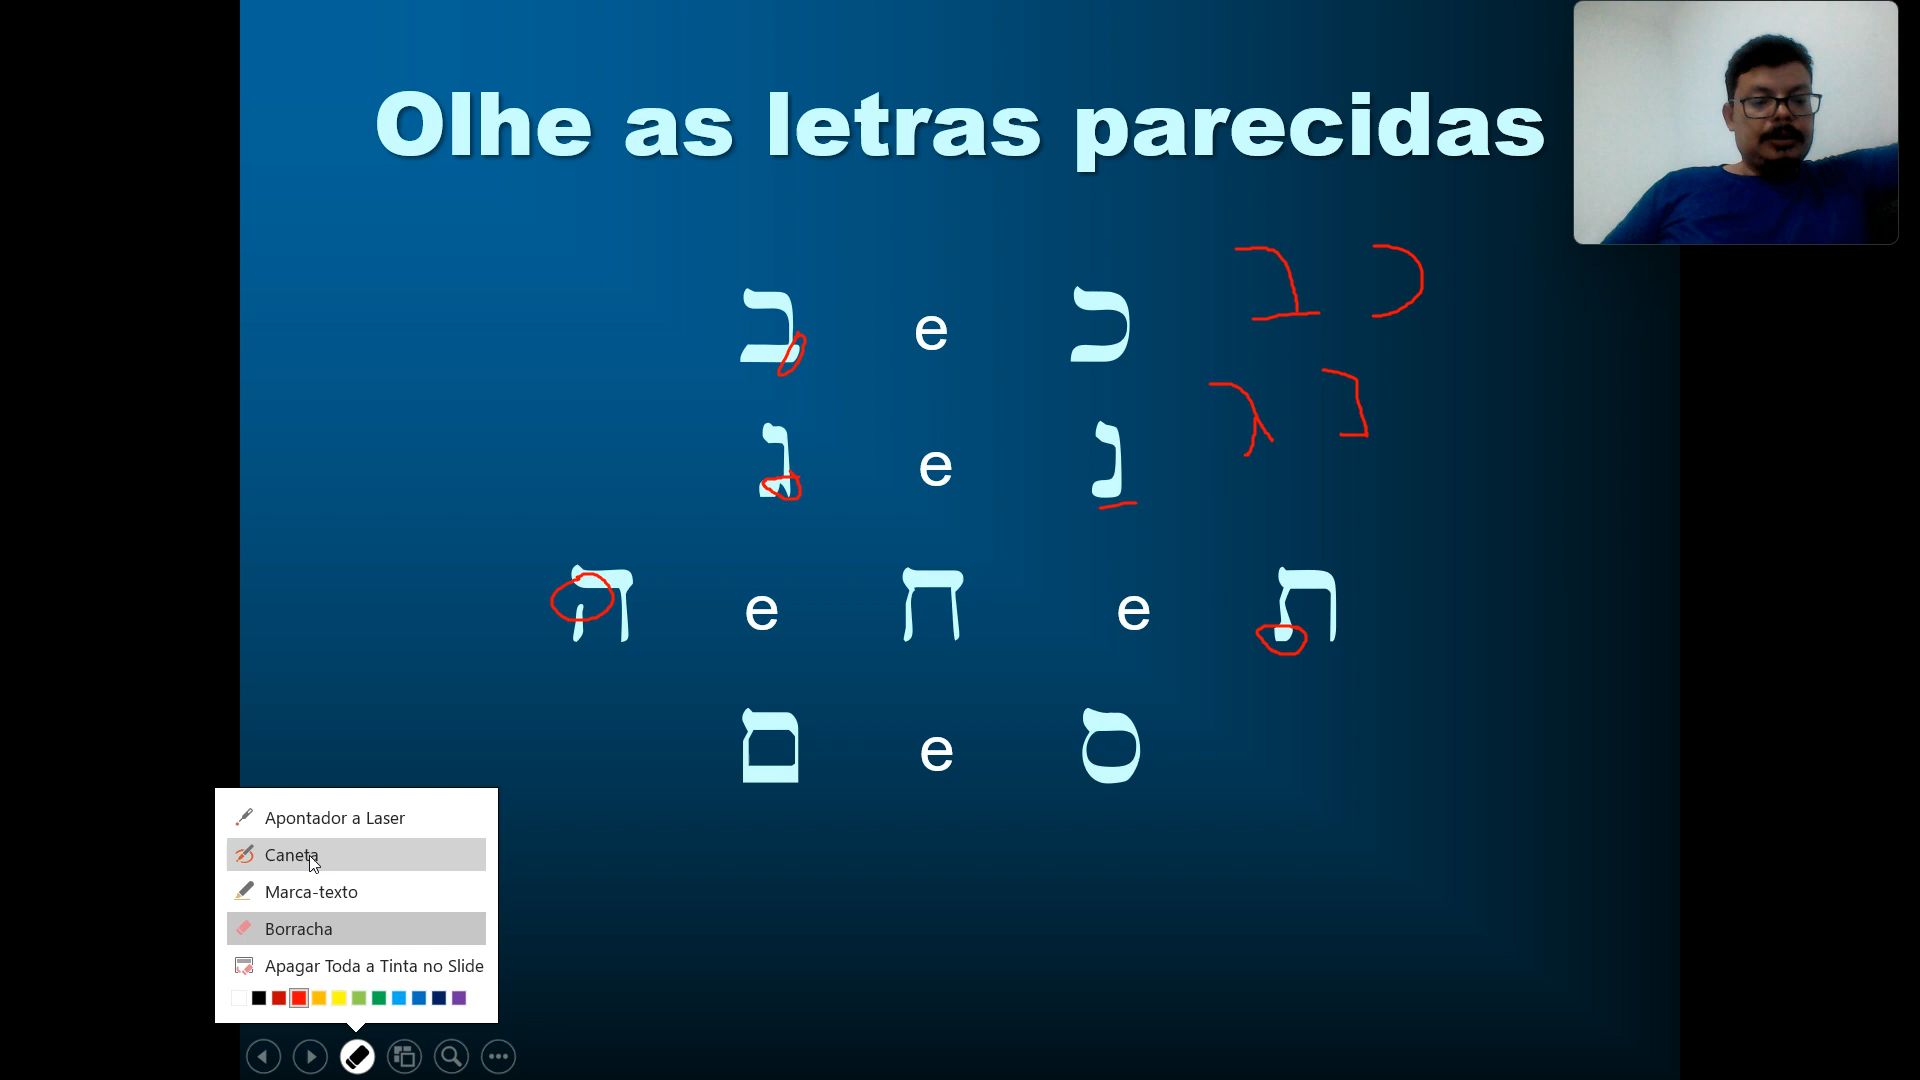 Olhe as letras parecidas
ב e כ
ב כ
ג e נ
ג נ
ה e ח e ת
ם e ס
Apontador a Laser
Caneta
Marca-texto
Borracha
Apagar Toda a Tinta no Slide